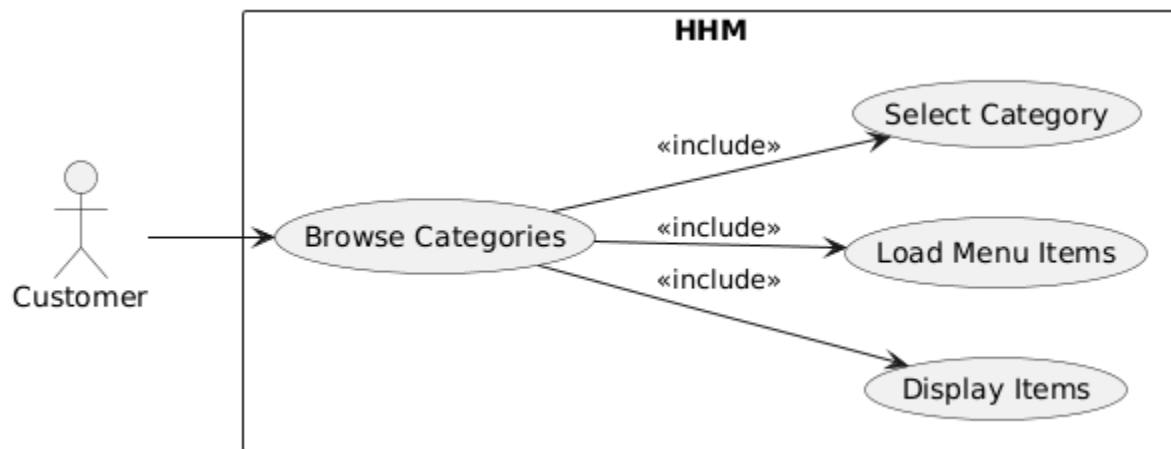 HHM
Select Category
«include»
Browse Categories
«include»
Load Menu Items
«include»
Customer
Display Items